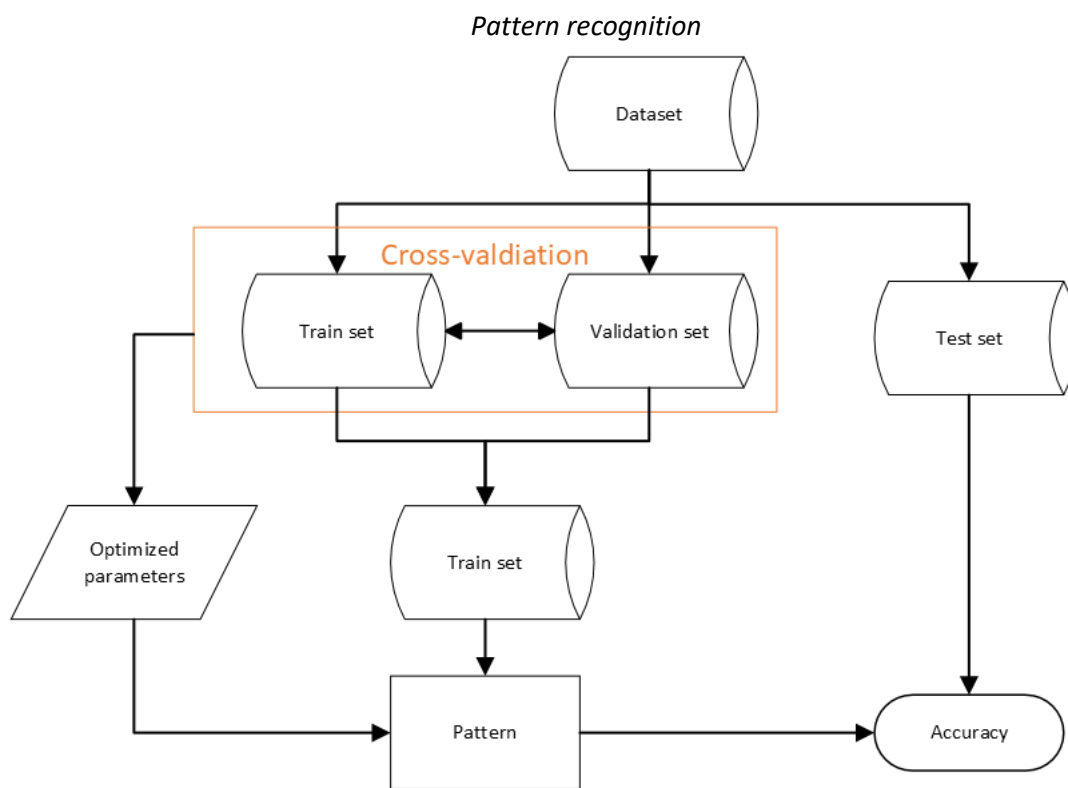 Pattern recognition
Dataset
Cross-valdiation
Train set
Validation set
Test set
Optimized
parameters
Train set
Pattern
Accuracy